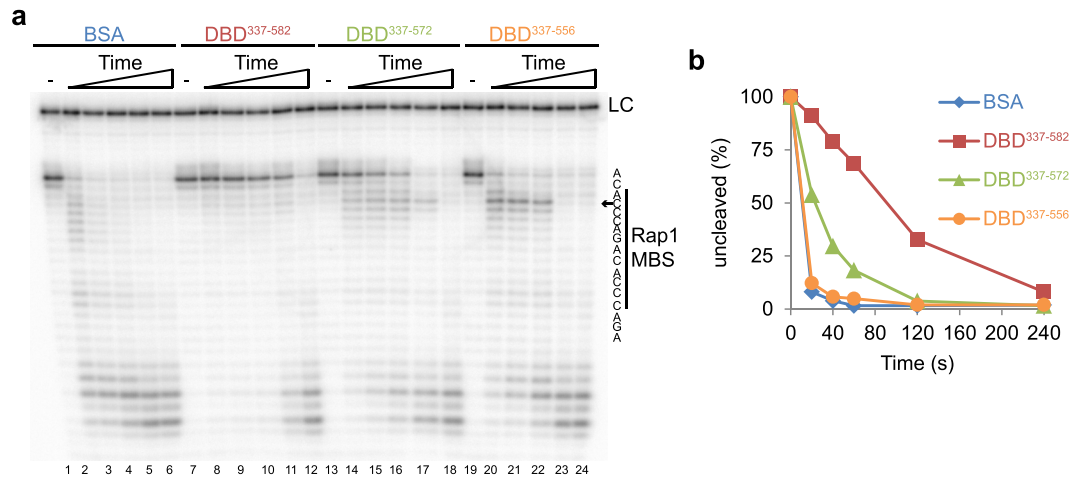 a
BSA DBD337-582 DBD337-572 DBD337-556
- Time - Time - Time - Time
LC
A
C
A
C
C
C
A
G
A
C
A
C
C
C
C
A
G
A
Rap1
MBS
1 2 3 4 5 6 7 8 9 10 11 12 13 14 15 16 17 18 19 20 21 22 23 24
b
100
75
50
25
0
uncleaved (%)
0 40 80 120 160 200 240
Time (s)
BSA
DBD337-582
DBD337-572
DBD337-556